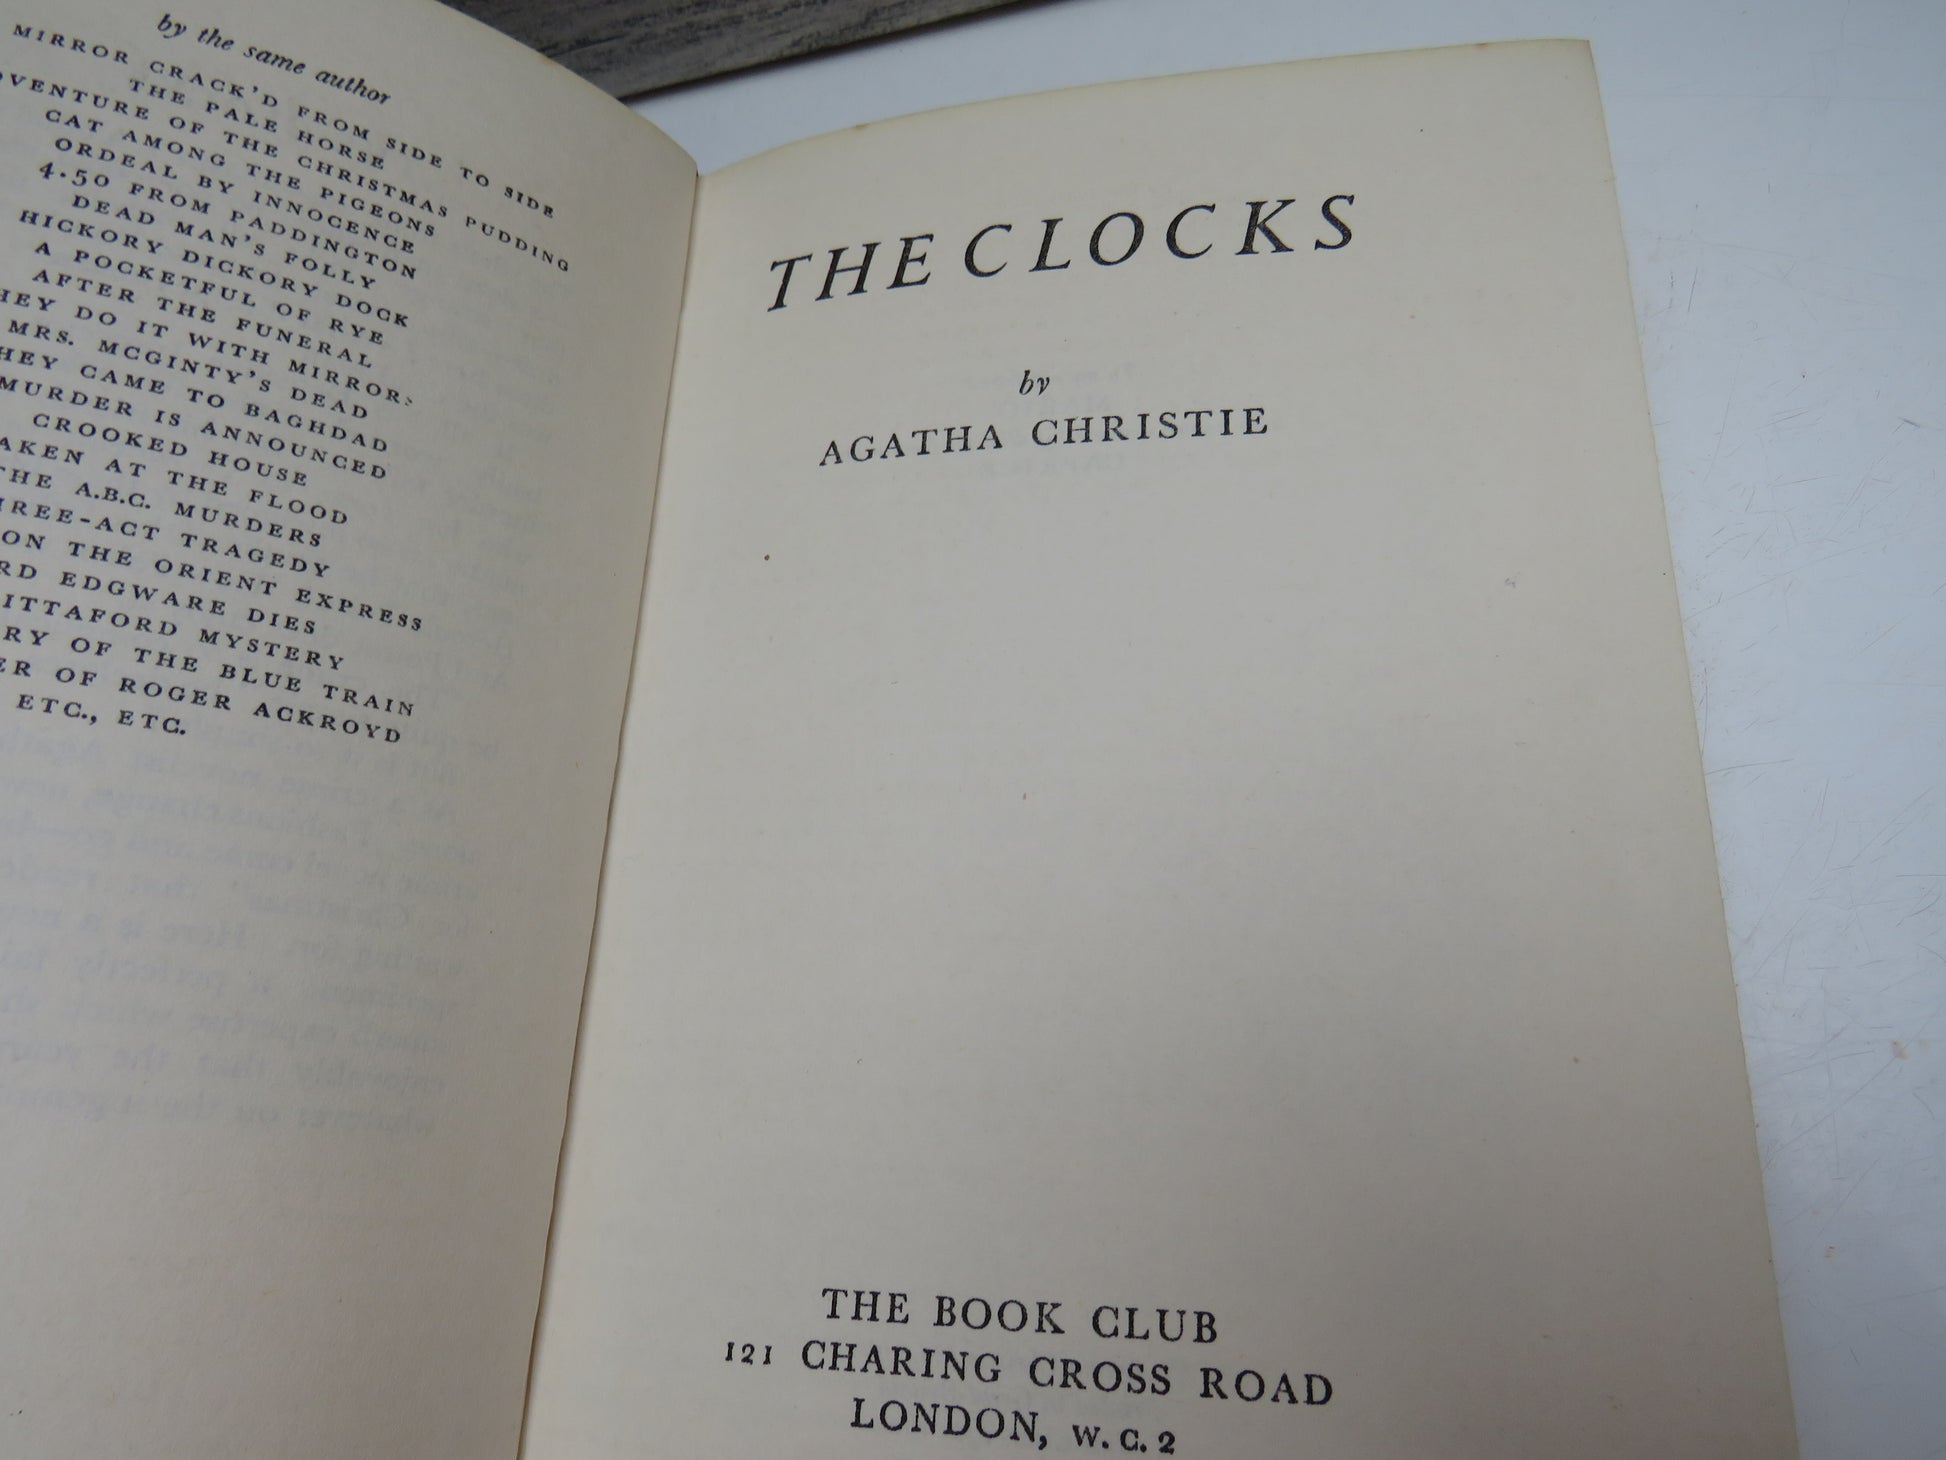 by the same author
MIRROR CRACK'D FROM SIDE TO SIDE
THE PALE HORSE
VENTURE OF THE CHRISTMAS PUDDING
CAT AMONG THE PIGEONS
ORDEAL BY INNOCENCE
4.50 FROM PADDINGTON
DEAD MAN'S FOLLY
HICKORY DICKORY DOCK
A POCKETFUL OF RYE
AFTER THE FUNERAL
HEY DO IT WITH MIRRORS
MRS. MCGINTY'S DEAD
HEY CAME TO BAGHDAD
MURDER IS ANNOUNCED
CROOKED HOUSE
AKEN AT THE FLOOD
THE A.B.C. MURDERS
HREE-ACT TRAGEDY
ON THE ORIENT EXPRESS
RD EDGWARE DIES
ITTAFORD MYSTERY
RY OF THE BLUE TRAIN
ER OF ROGER ACKROYD
ETC., ETC.
THE CLOCKS
by
AGATHA CHRISTIE
THE BOOK CLUB
121 CHARING CROSS ROAD
LONDON, W.C.2